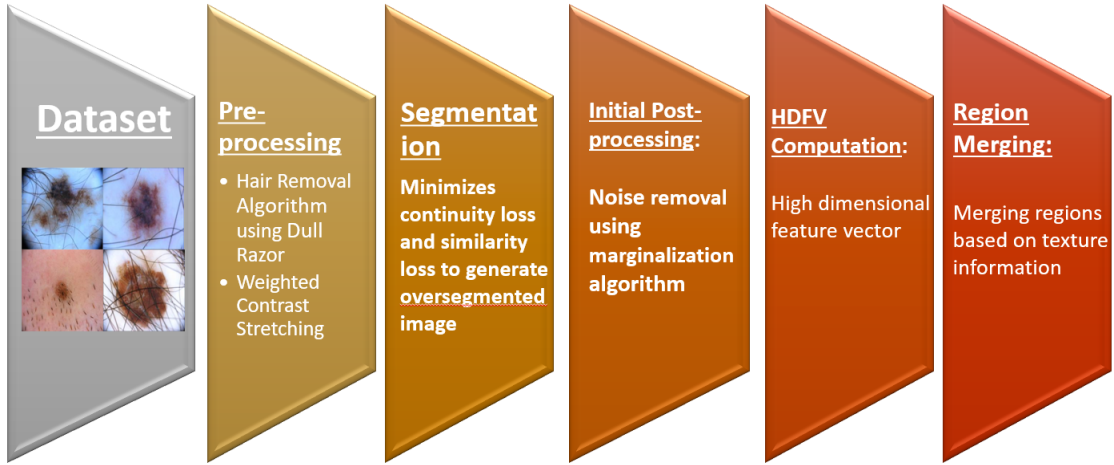 Dataset
Pre-
processing
• Hair Removal
Algorithm
using Dull
Razor
• Weighted
Contrast
Stretching
Segmentat
ion
Minimizes
continuity loss
and similarity
loss to generate
oversegmented
image
Initial Post-
processing:
Noise removal
using
marginalization
algorithm
HDFV
Computation:
High dimensional
feature vector
Region
Merging:
Merging regions
based on texture
information